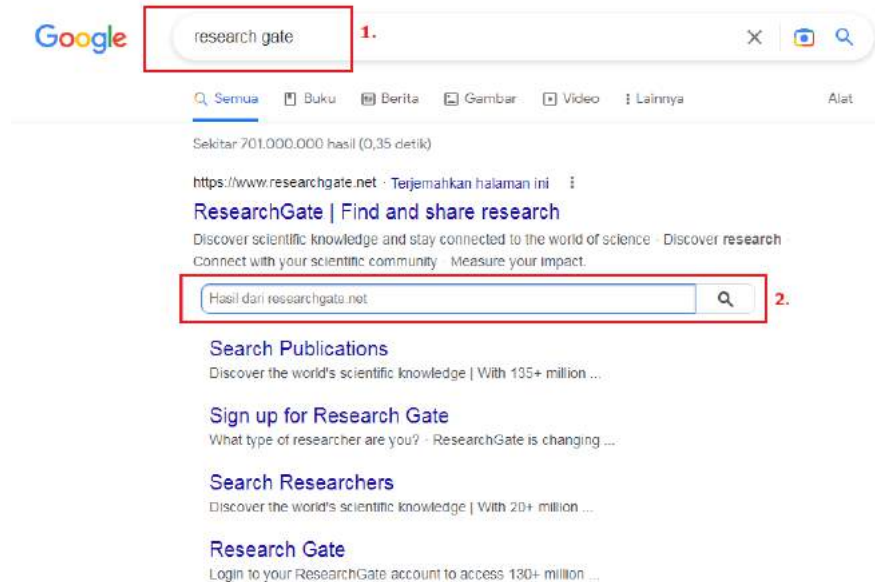 Google research gate 1.
Semua Buku Berita Gambar Video Lainnya Alat
Sekitar 701.000.000 hasil (0,35 detik)
https://www.researchgate.net · Terjemahkan halaman ini
ResearchGate | Find and share research
Discover scientific knowledge and stay connected to the world of science · Discover research ·
Connect with your scientific community · Measure your impact.
Hasil dari researchgate.net 2.
Search Publications
Discover the world's scientific knowledge | With 135+ million ...
Sign up for Research Gate
What type of researcher are you? · ResearchGate is changing ...
Search Researchers
Discover the world's scientific knowledge | With 20+ million ...
Research Gate
Login to your ResearchGate account to access 130+ million ...